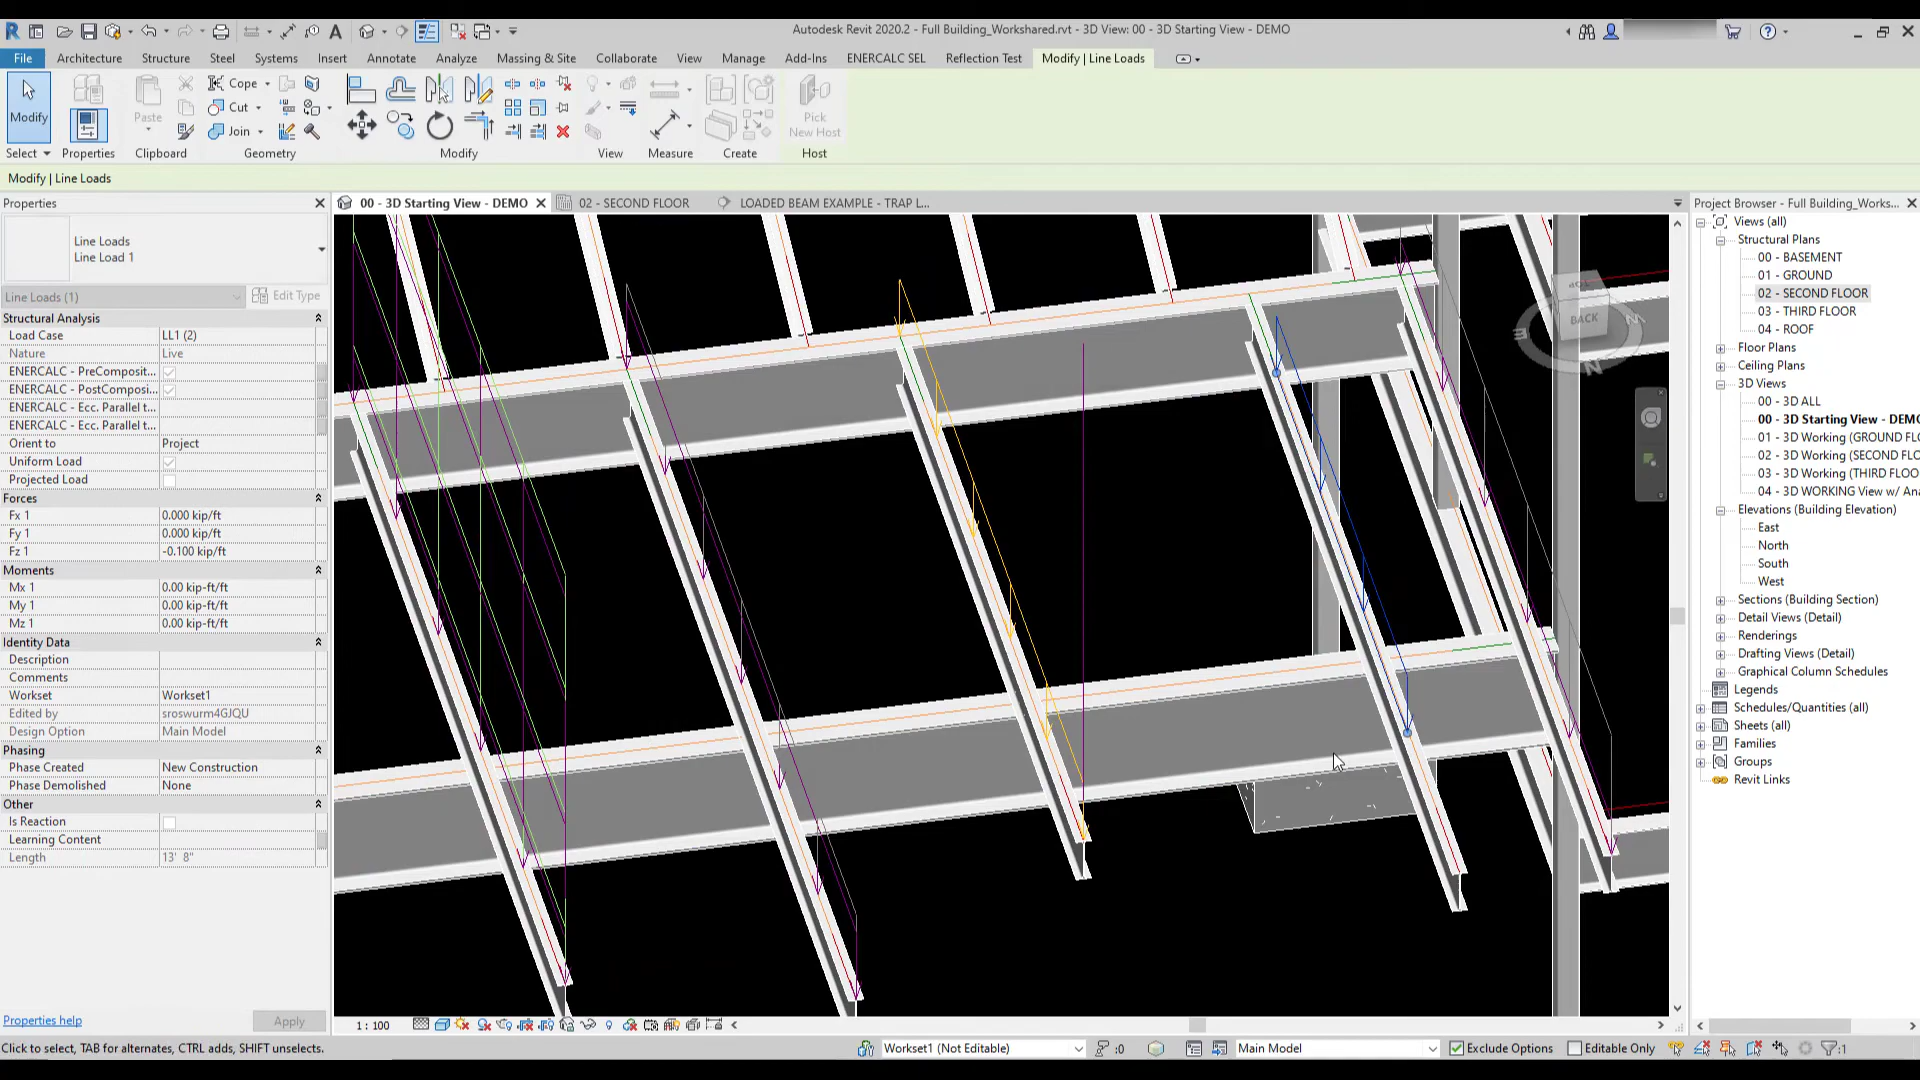 Autodesk Revit 2020.2 - Full Building_Workshared.rvt - 3D View: 00 - 3D Starting View - DEMO
File Architecture Structure Steel Systems Insert Annotate Analyze Massing & Site Collaborate View Manage Add-Ins ENERCALC SEL Reflection Test Modify | Line Loads
Modify
Cope
Cut
Join
Paste
Pick
New Host
Select Properties Clipboard Geometry Modify View Measure Create Host
Modify | Line Loads
Properties
Line Loads
Line Load 1
Line Loads (1) Edit Type
Structural Analysis
Load Case LL1 (2)
Nature Live
ENERCALC - PreComposit...
ENERCALC - PostComposi...
ENERCALC - Ecc. Parallel t...
ENERCALC - Ecc. Parallel t...
Orient to Project
Uniform Load
Projected Load
Forces
Fx 1 0.000 kip/ft
Fy 1 0.000 kip/ft
Fz 1 -0.100 kip/ft
Moments
Mx 1 0.00 kip-ft/ft
My 1 0.00 kip-ft/ft
Mz 1 0.00 kip-ft/ft
Identity Data
Description
Comments
Workset Workset1
Edited by sroswurm4GJQU
Design Option Main Model
Phasing
Phase Created New Construction
Phase Demolished None
Other
Is Reaction
Learning Content
Length 13' 8"
Properties help Apply
00 - 3D Starting View - DEMO 02 - SECOND FLOOR LOADED BEAM EXAMPLE - TRAP L...
BACK
N
1 : 100
Project Browser - Full Building_Works...
Views (all)
Structural Plans
00 - BASEMENT
01 - GROUND
02 - SECOND FLOOR
03 - THIRD FLOOR
04 - ROOF
Floor Plans
Ceiling Plans
3D Views
00 - 3D ALL
00 - 3D Starting View - DEMO
01 - 3D Working (GROUND FLO
02 - 3D Working (SECOND FLO
03 - 3D Working (THIRD FLOO
04 - 3D WORKING View w/ Ana
Elevations (Building Elevation)
East
North
South
West
Sections (Building Section)
Detail Views (Detail)
Renderings
Drafting Views (Detail)
Graphical Column Schedules
Legends
Schedules/Quantities (all)
Sheets (all)
Families
Groups
Revit Links
Click to select, TAB for alternates, CTRL adds, SHIFT unselects. Workset1 (Not Editable) :0 Main Model Exclude Options Editable Only :1